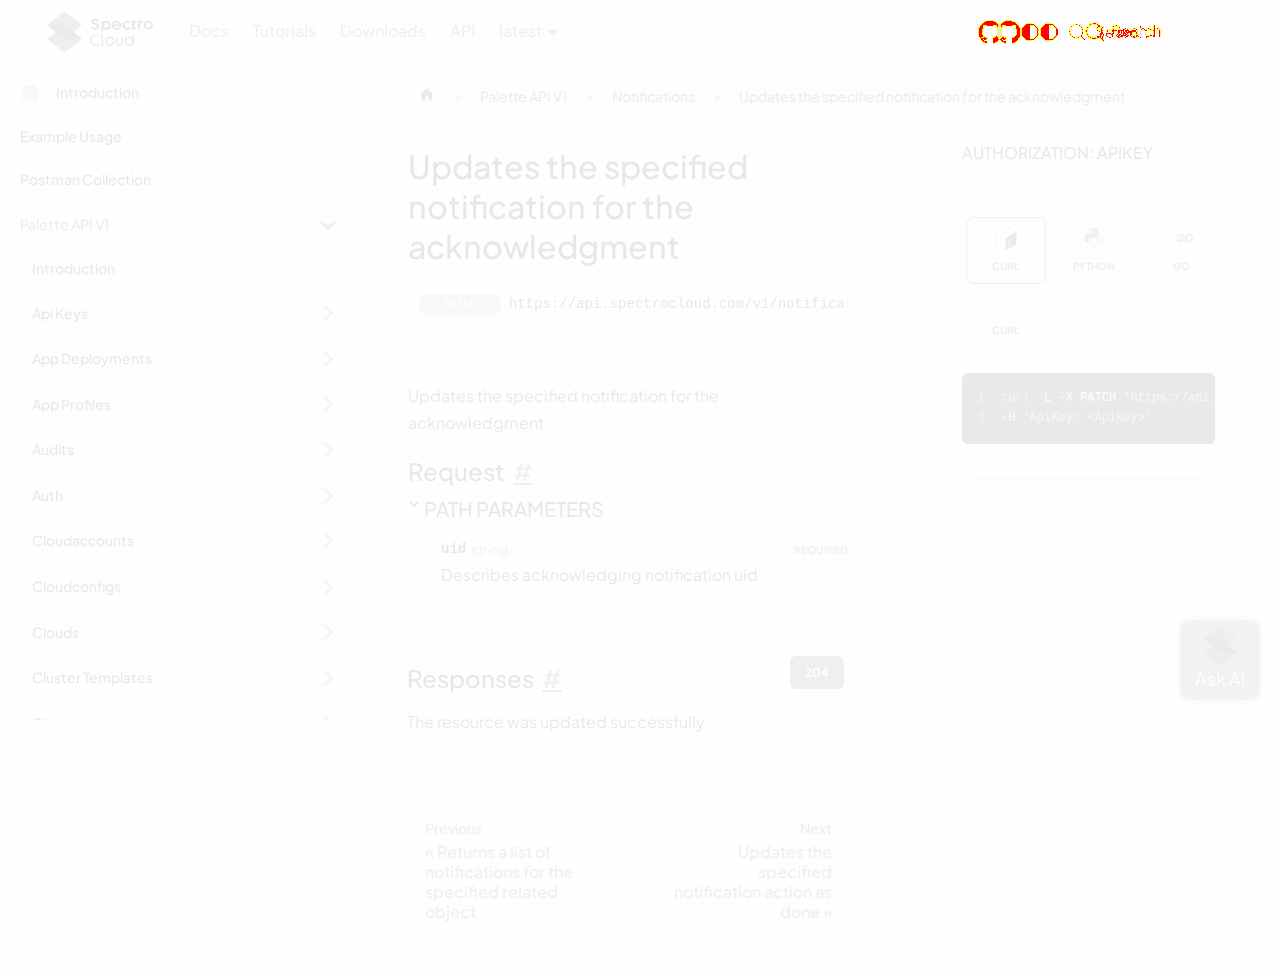 Spectro Cloud
Docs Tutorials Downloads API latest
Search
Introduction
Example Usage
Postman Collection
Palette API V1
Introduction
Api Keys
App Deployments
App Profiles
Audits
Auth
Cloudaccounts
Cloudconfigs
Clouds
Cluster Templates
Palette API V1 Notifications Updates the specified notification for the acknowledgment
Updates the specified
notification for the
acknowledgment
PATCH https://api.spectrocloud.com/v1/notificat
Updates the specified notification for the
acknowledgment
Request #
PATH PARAMETERS
uid string REQUIRED
Describes acknowledging notification uid
Responses #
204
The resource was updated successfully
Previous
« Returns a list of
notifications for the
specified related
object
Next
Updates the
specified
notification action as
done »
AUTHORIZATION: APIKEY
CURL PYTHON GO
CURL
1 curl -L -X PATCH 'https://api.
2 -H 'ApiKey: <ApiKey>'
Ask AI